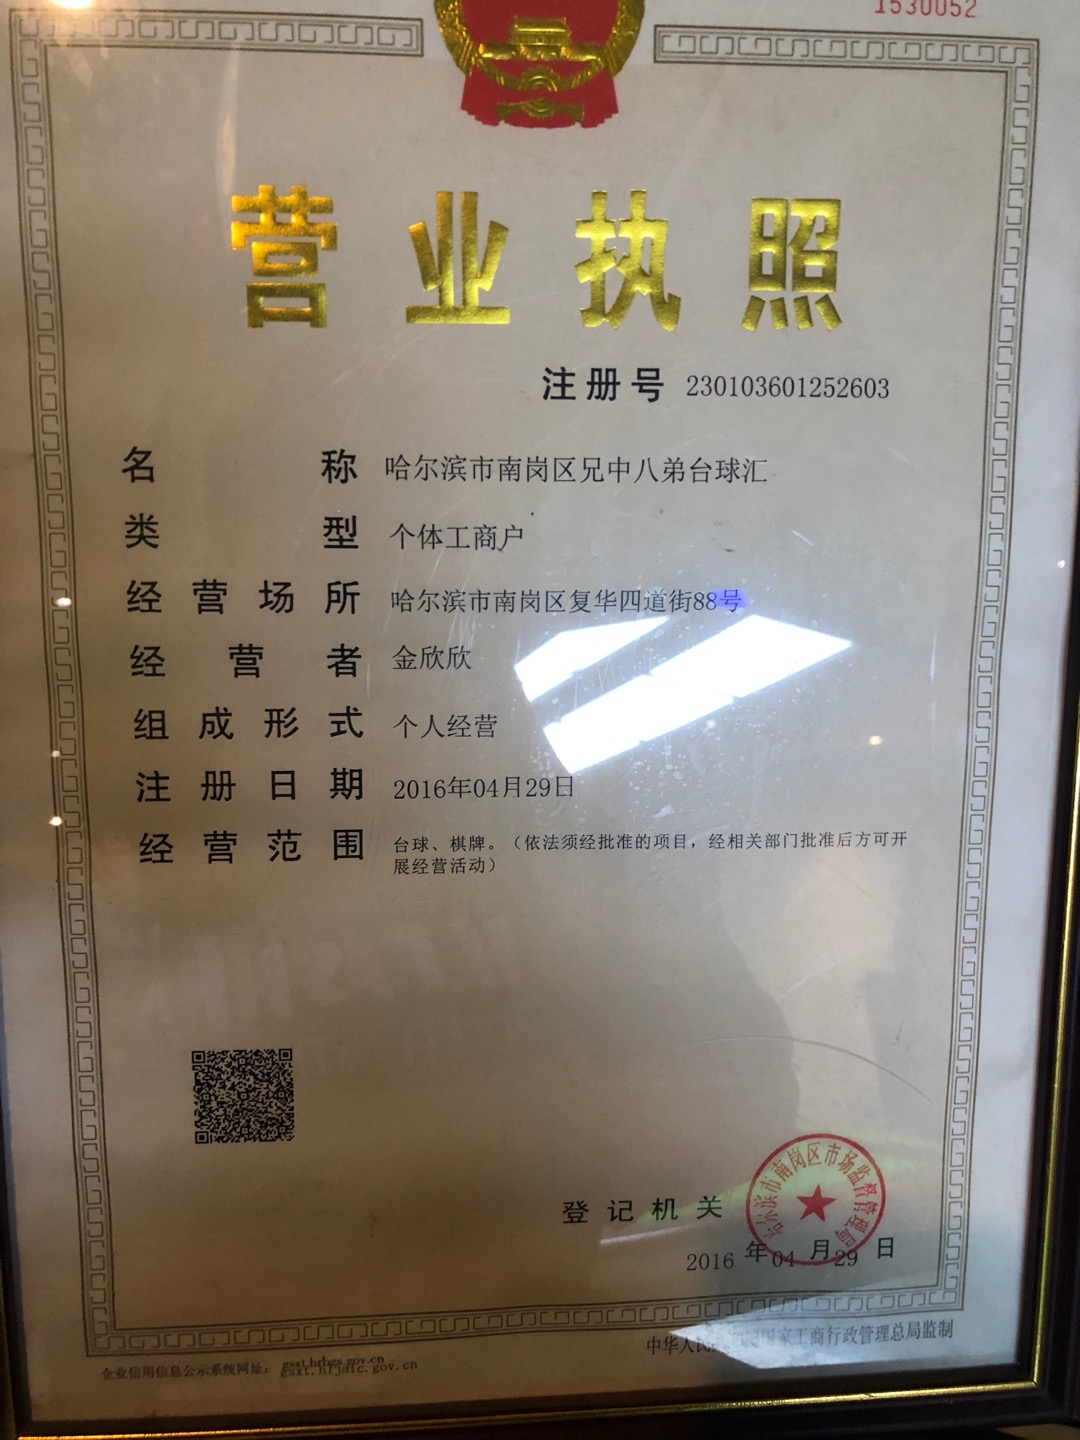 1530052
营业执照
注册号 230103601252603
名称 哈尔滨市南岗区兄中八弟台球汇
类型 个体工商户
经营场所 哈尔滨市南岗区复华四道街88号
经营者 金欣欣
组成形式 个人经营
注册日期 2016年04月29日
经营范围 台球、棋牌。（依法须经批准的项目，经相关部门批准后方可开
展经营活动）
哈尔滨市南岗区市场监督管理局
登记机关
2016 年 04 月 29 日
中华人民 国家工商行政管理总局监制
企业信用信息公示系统网址：